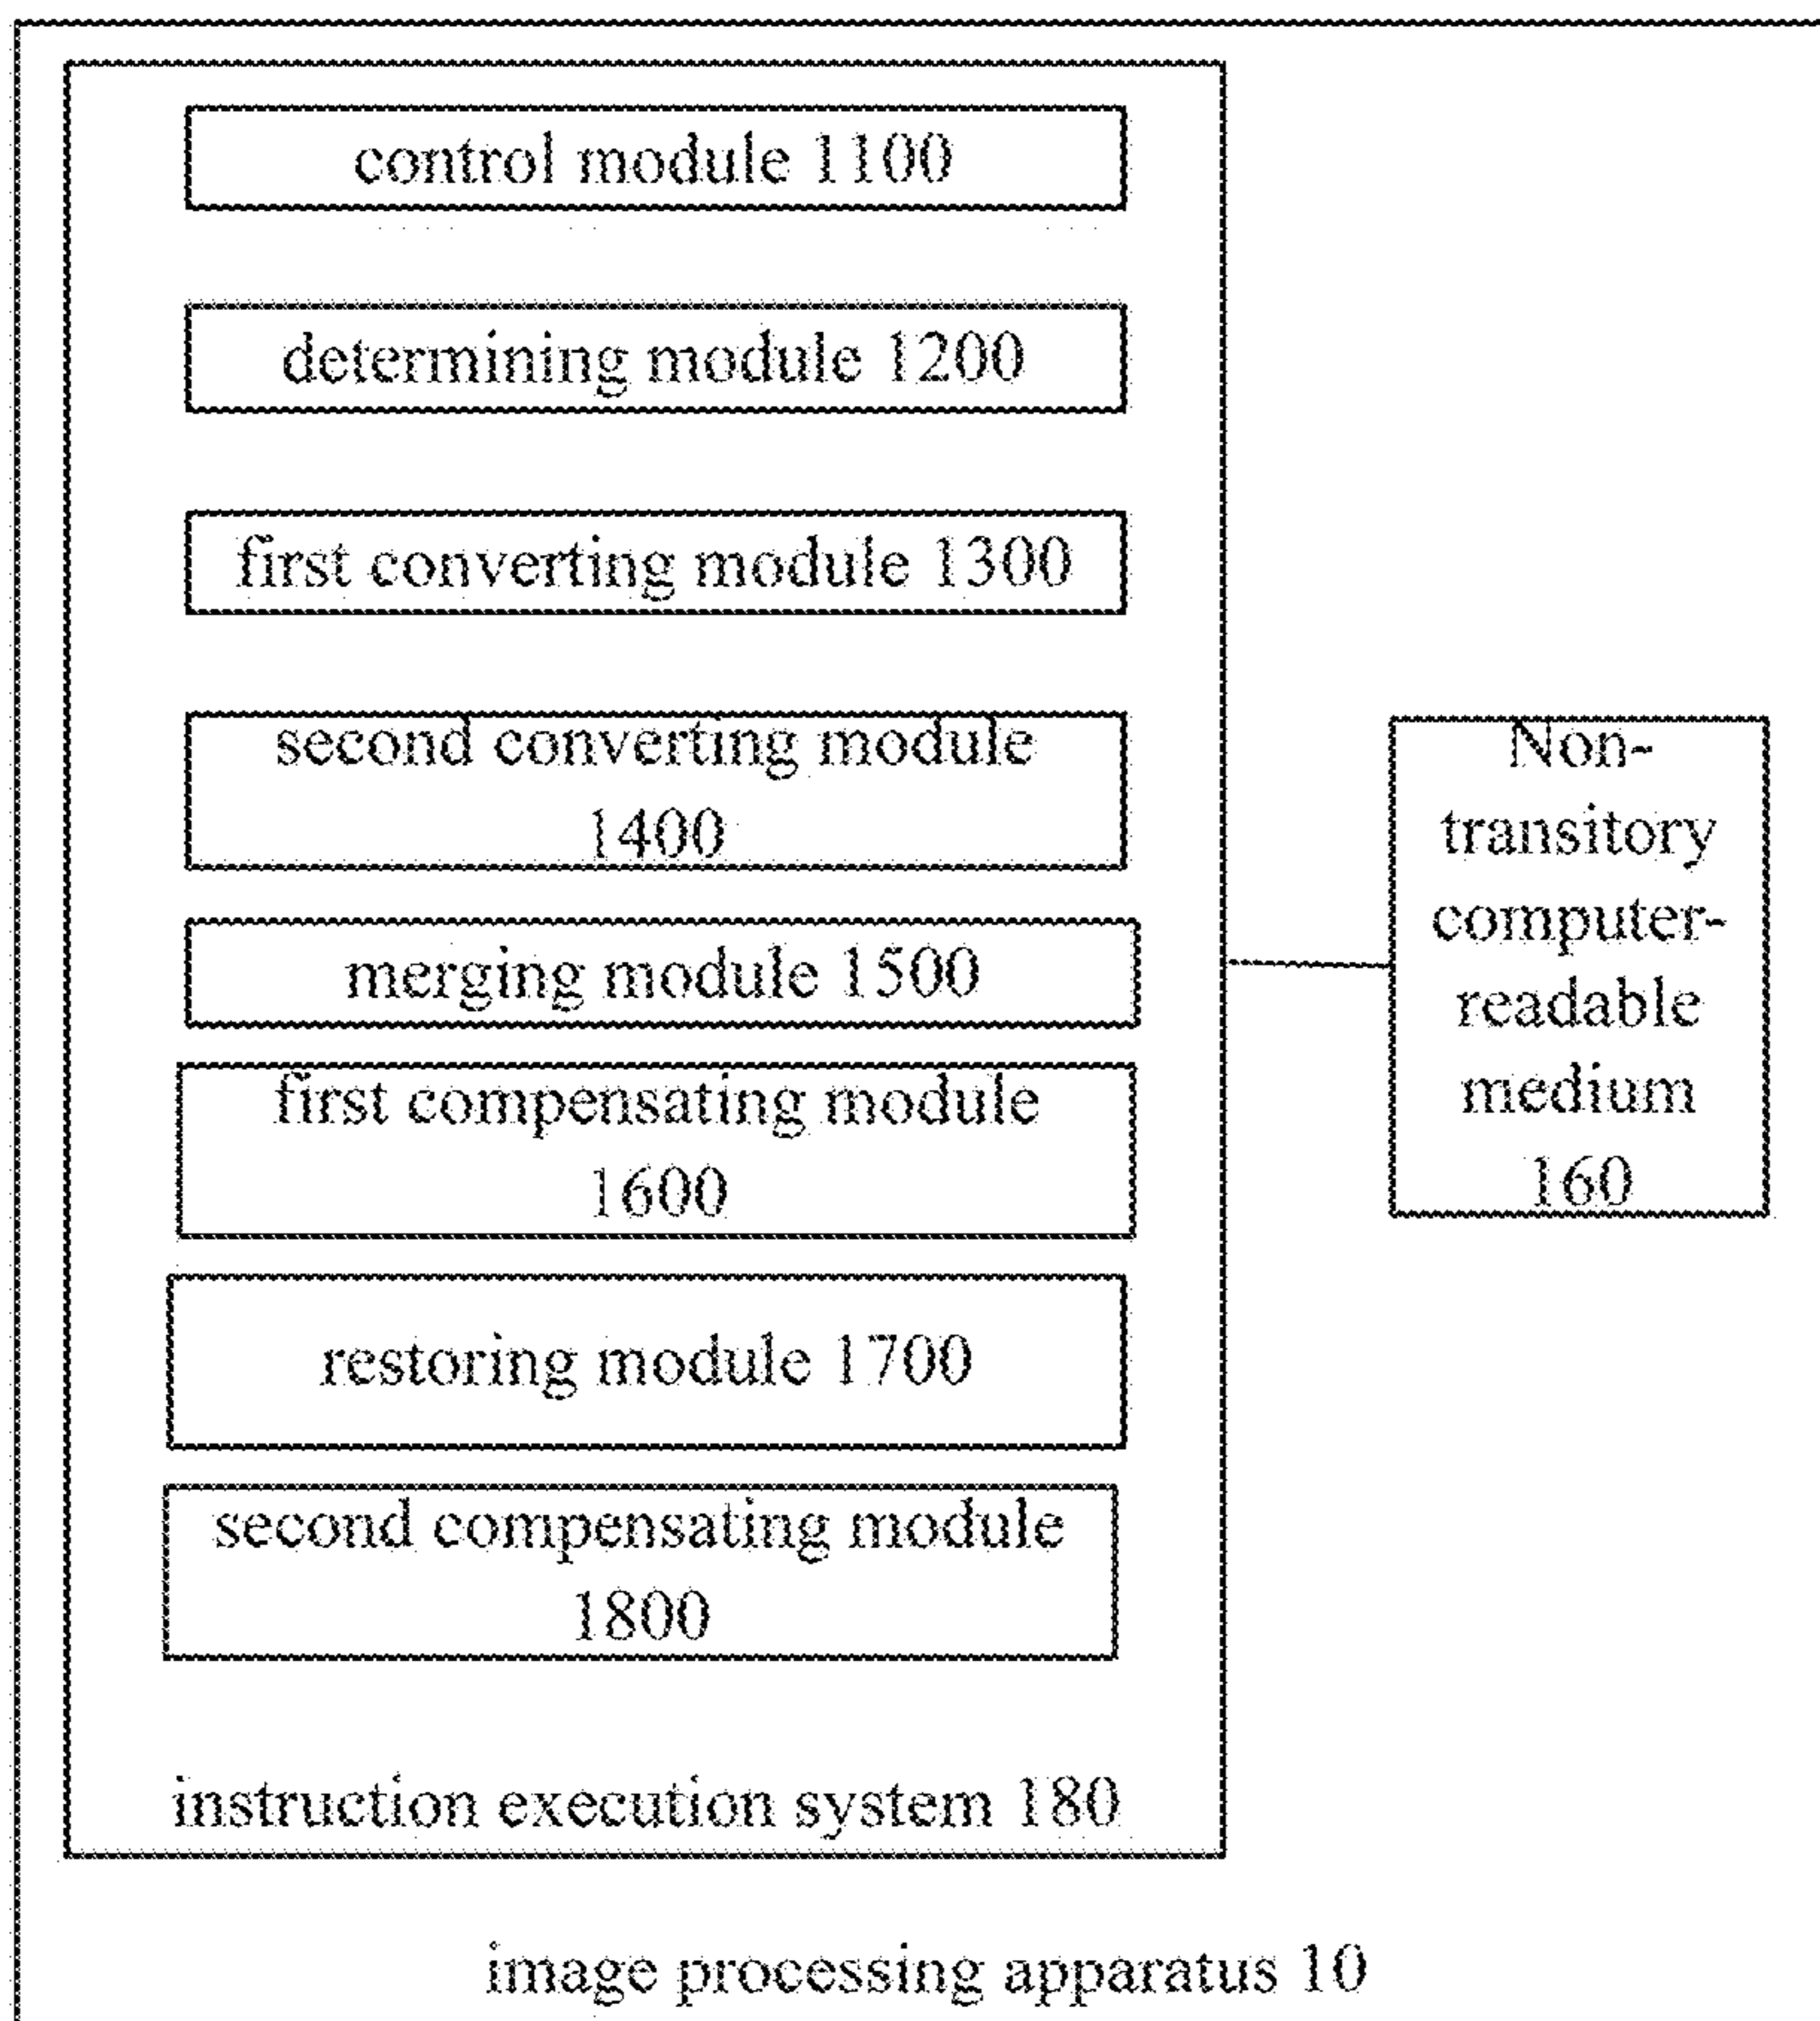 control module 1100
determining module 1200
first converting module 1300
second converting module
1400
merging module 1500
first compensating module
1600
restoring module 1700
second compensating module
1800
instruction execution system 180
Non-
transitory
computer-
readable
medium
160
image processing apparatus 10